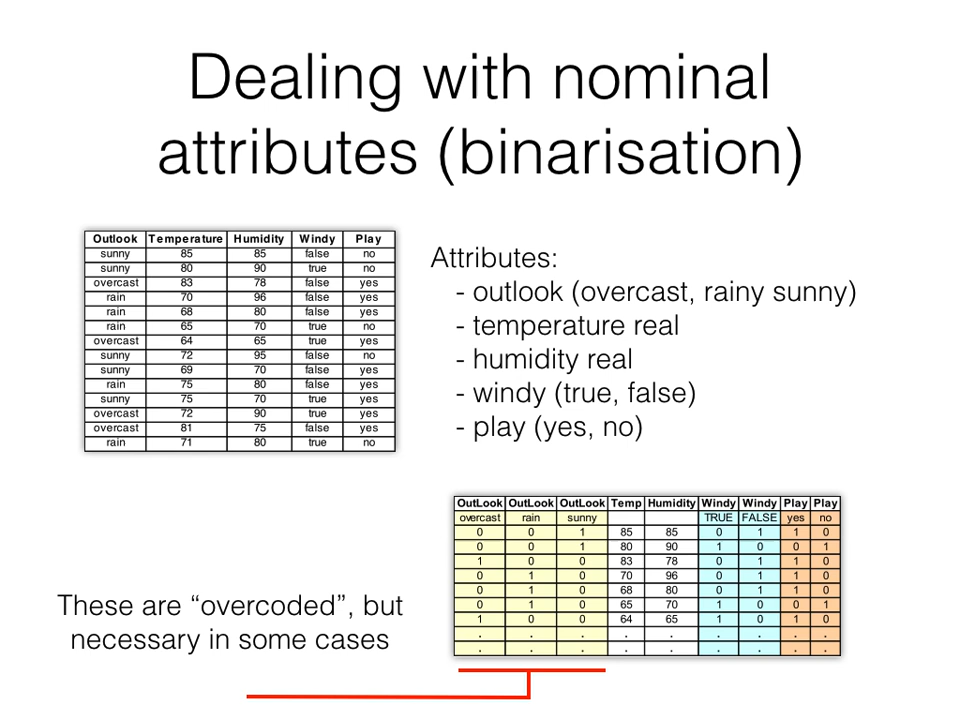 Dealing with nominal
attributes (binarisation)
Outlook Temperature Humidity Windy Play
sunny 85 85 false no
sunny 80 90 true no
overcast 83 78 false yes
rain 70 96 false yes
rain 68 80 false yes
rain 65 70 true no
overcast 64 65 true yes
sunny 72 95 false no
sunny 69 70 false yes
rain 75 80 false yes
sunny 75 70 true yes
overcast 72 90 true yes
overcast 81 75 false yes
rain 71 80 true no
Attributes:
- outlook (overcast, rainy sunny)
- temperature real
- humidity real
- windy (true, false)
- play (yes, no)
OutLook OutLook OutLook Temp Humidity Windy Windy Play Play
overcast rain sunny TRUE FALSE yes no
0 0 1 85 85 0 1 1 0
0 0 1 80 90 1 0 0 1
1 0 0 83 78 0 1 1 0
0 1 0 70 96 0 1 1 0
0 1 0 68 80 0 1 1 0
0 1 0 65 70 1 0 0 1
1 0 0 64 65 1 0 1 0
. . . . . . . . .
. . . . . . . . .
These are “overcoded”, but
necessary in some cases